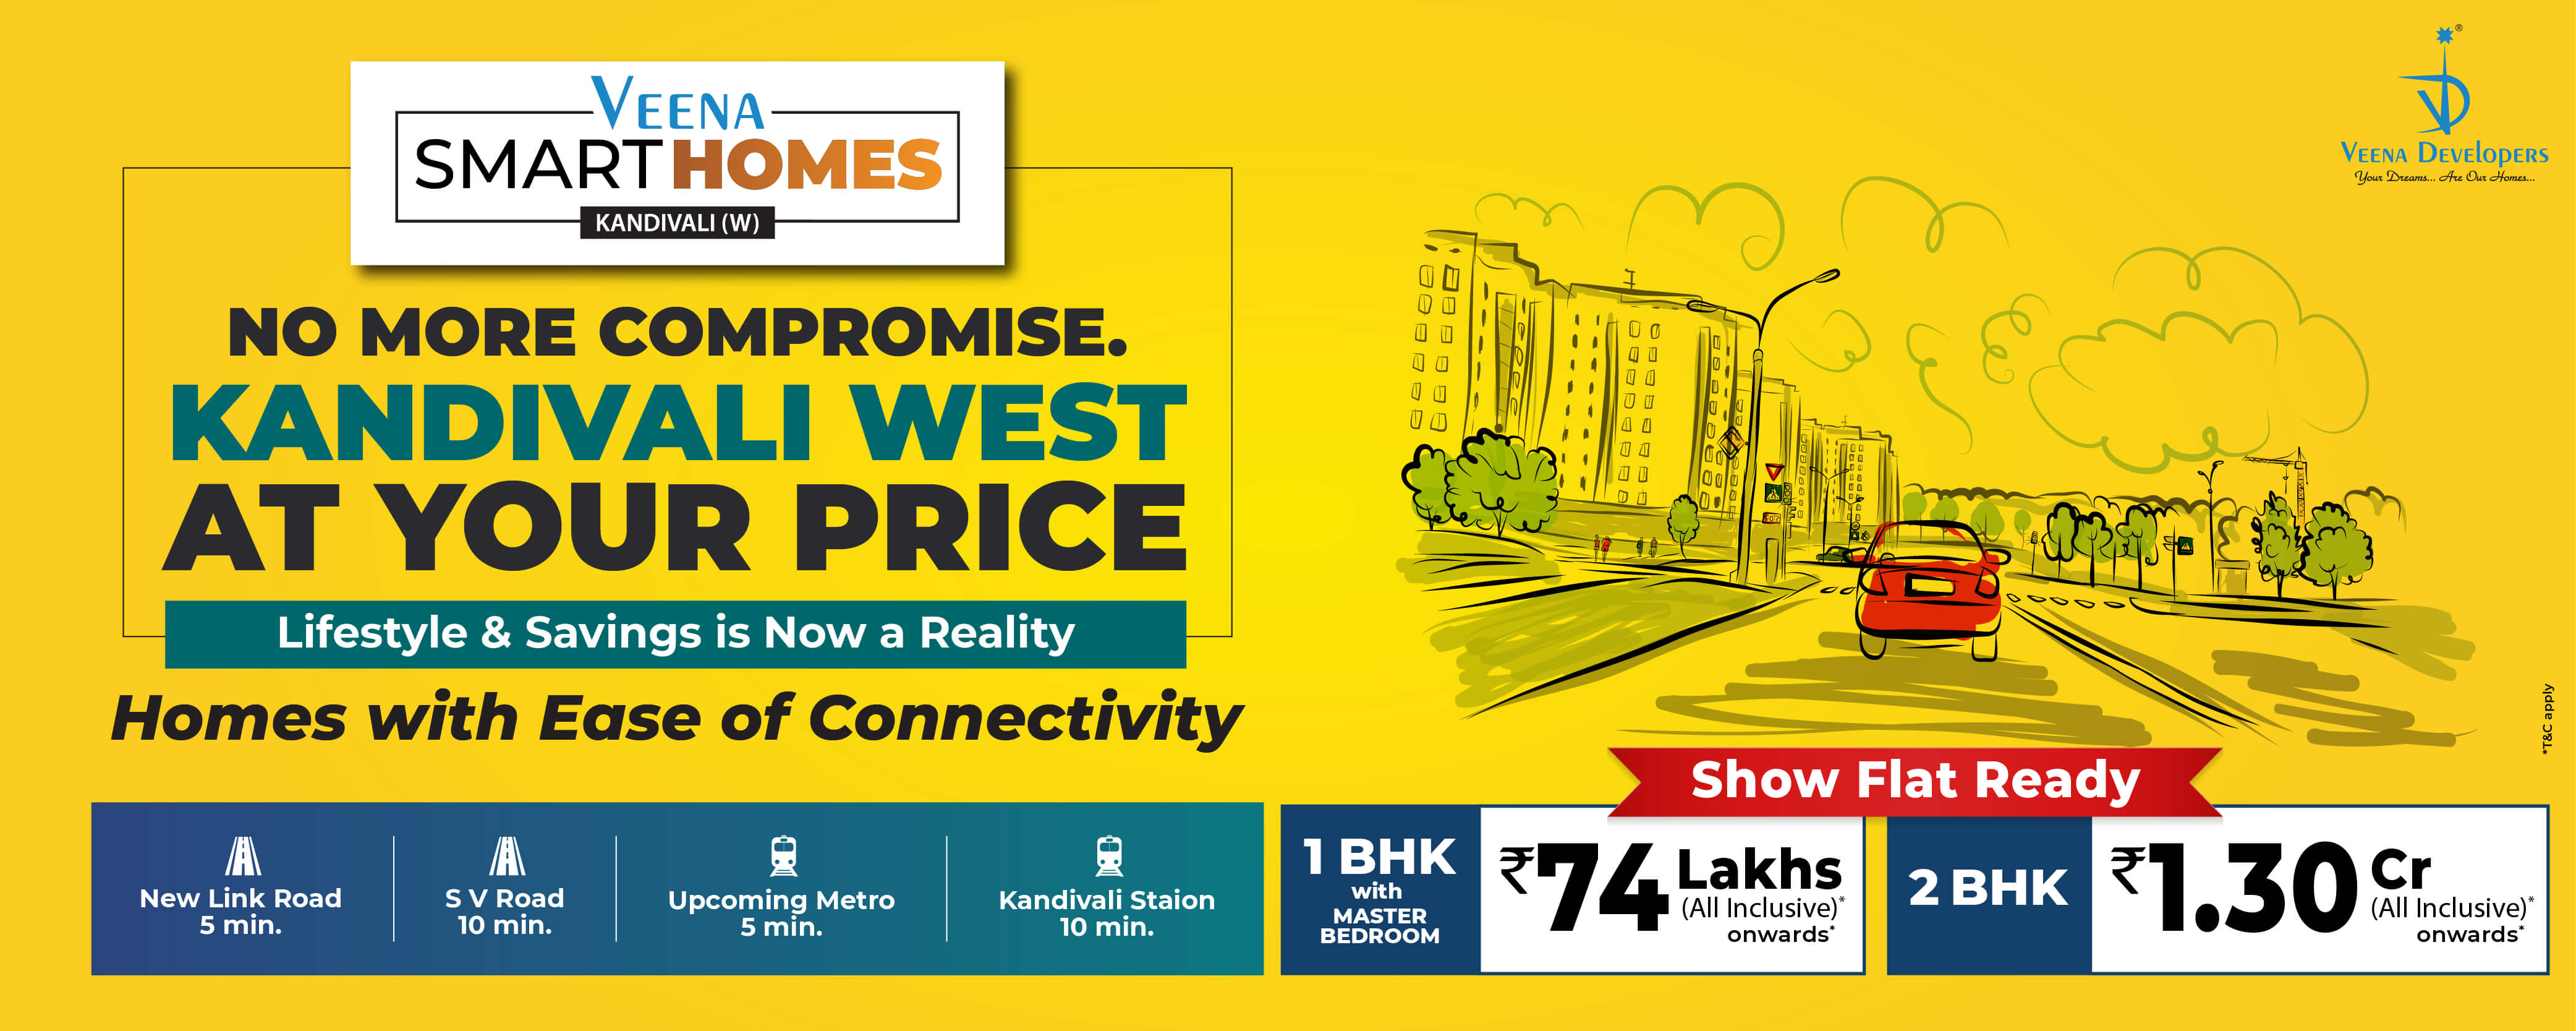 VEENA
SMARTHOMES
KANDIVALI (W)
NO MORE COMPROMISE.
KANDIVALI WEST
AT YOUR PRICE
Lifestyle & Savings is Now a Reality
Homes with Ease of Connectivity
New Link Road
5 min.
S V Road
10 min.
Upcoming Metro
5 min.
Kandivali Staion
10 min.
®
VEENA DEVELOPERS
Your Dreams... Are Our Homes...
*T&C apply
Show Flat Ready
1 BHK
with
MASTER
BEDROOM
₹74 Lakhs
(All Inclusive)*
onwards*
2 BHK
₹1.30 Cr
(All Inclusive)*
onwards*